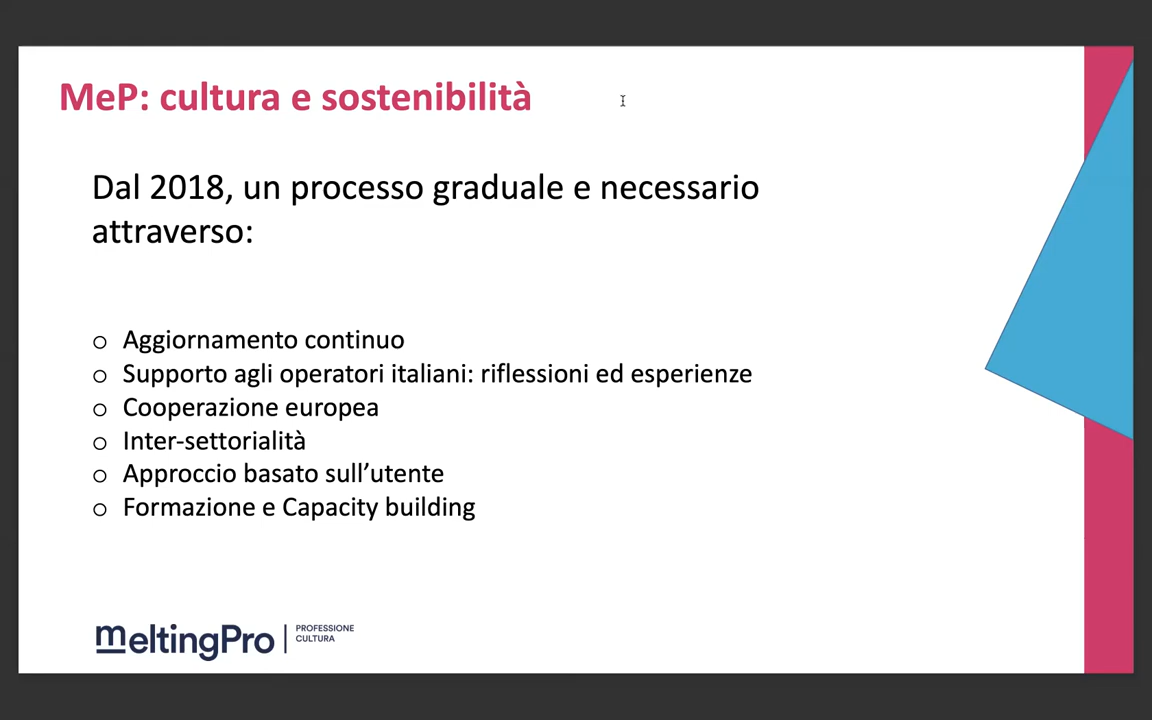 MeP: cultura e sostenibilità
Dal 2018, un processo graduale e necessario
attraverso:
o Aggiornamento continuo
o Supporto agli operatori italiani: riflessioni ed esperienze
o Cooperazione europea
o Inter-settorialità
o Approccio basato sull’utente
o Formazione e Capacity building
meltingPro | PROFESSIONE
CULTURA